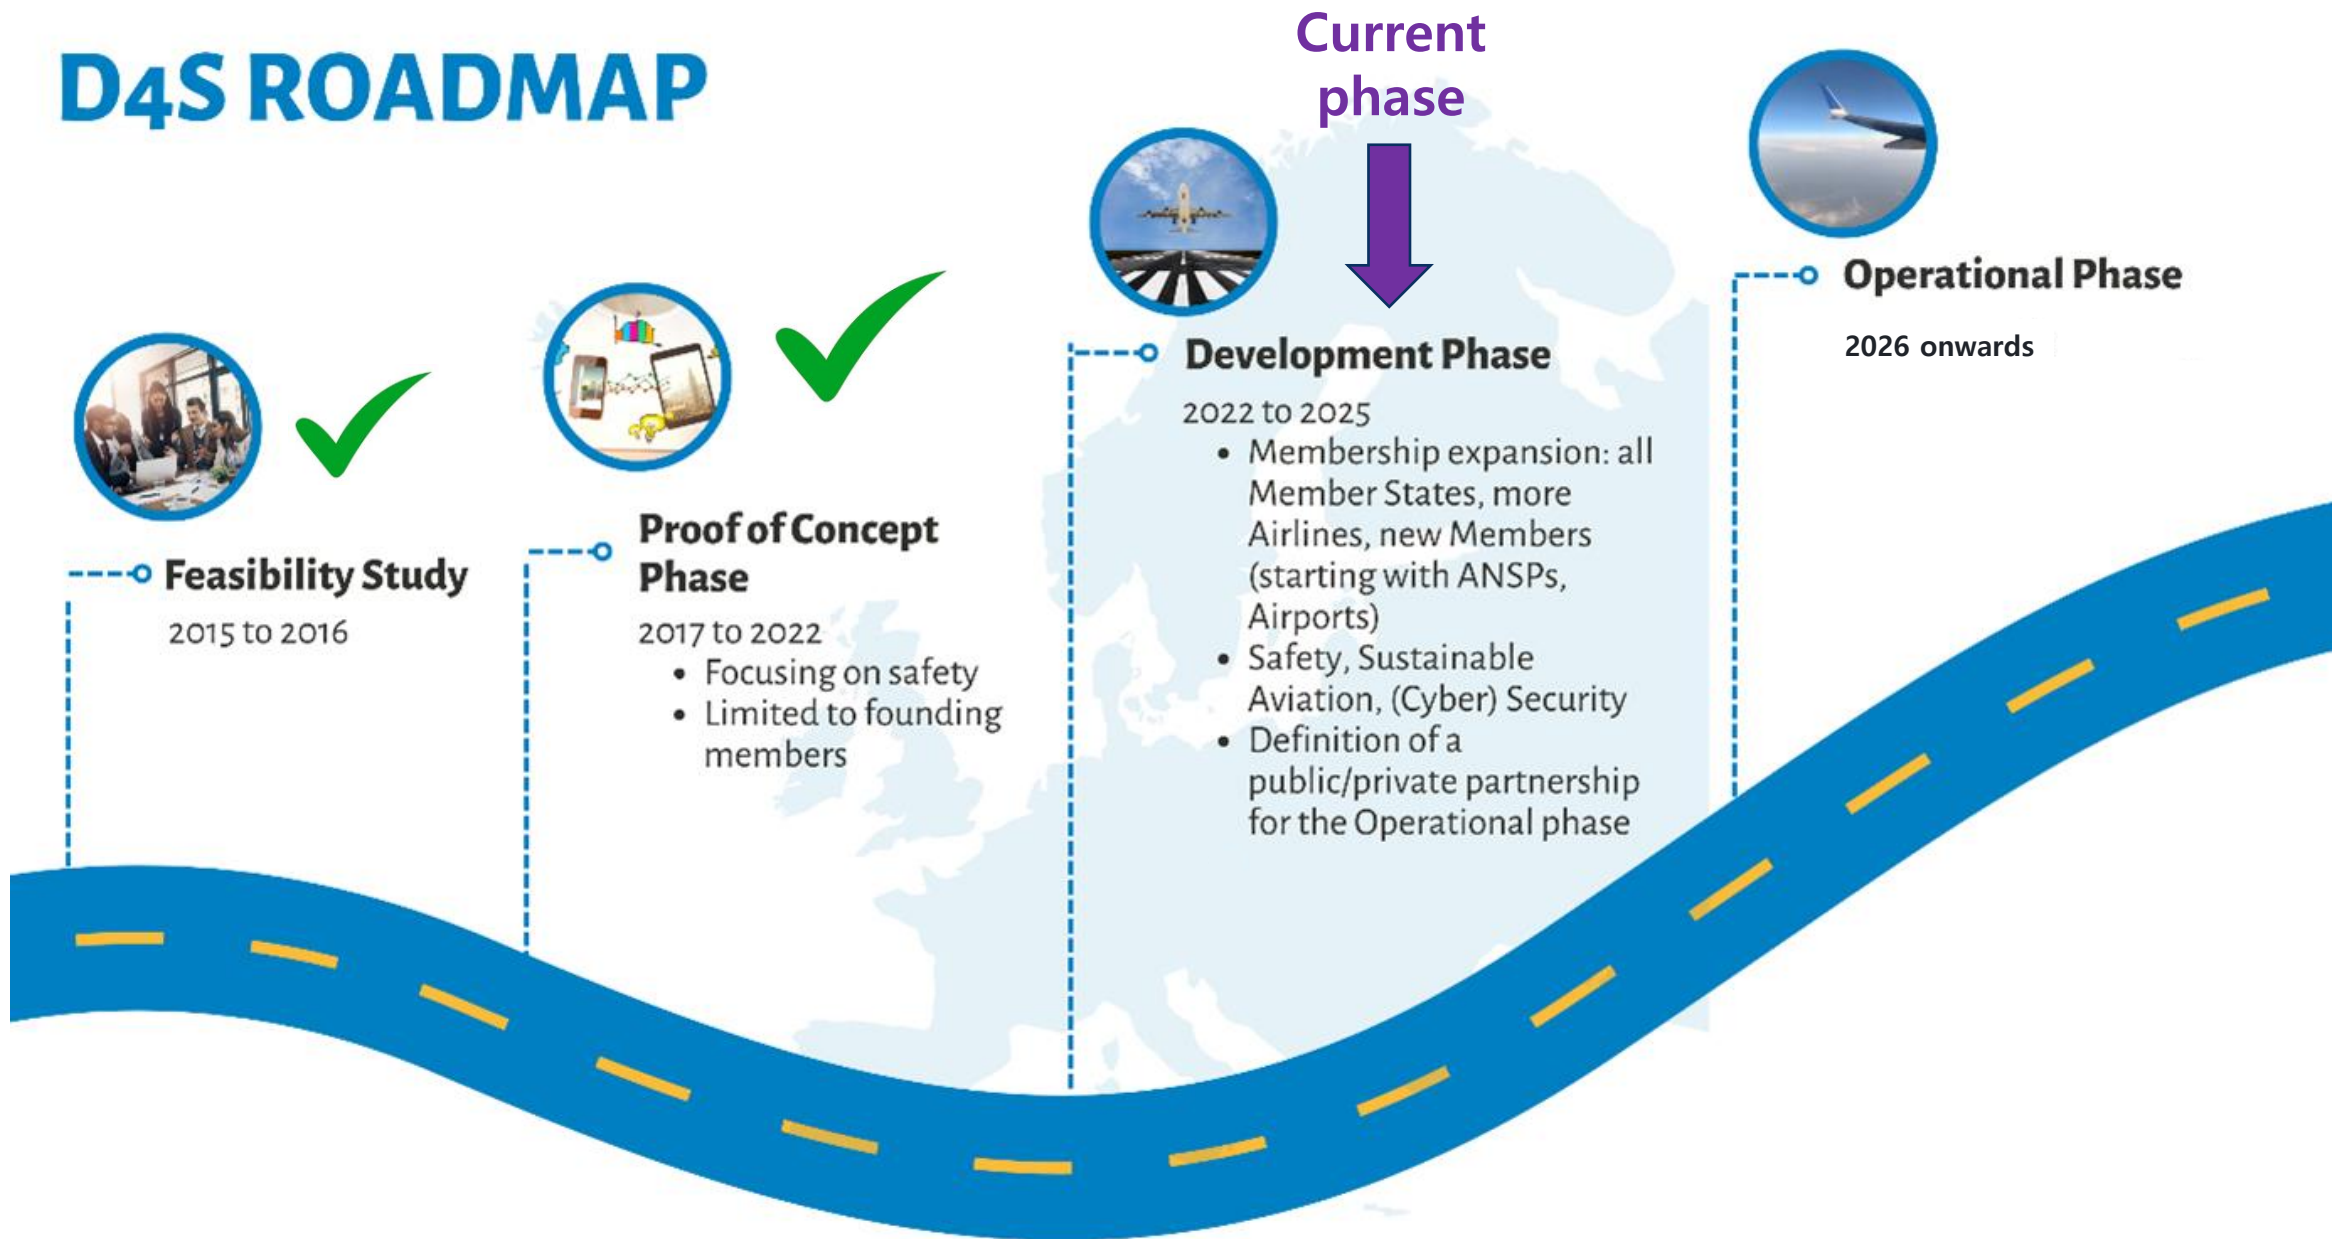 D4S ROADMAP
Current
phase
Feasibility Study
2015 to 2016
Proof of Concept
Phase
2017 to 2022
• Focusing on safety
• Limited to founding
members
Development Phase
2022 to 2025
• Membership expansion: all
Member States, more
Airlines, new Members
(starting with ANSPs,
Airports)
• Safety, Sustainable
Aviation, (Cyber) Security
• Definition of a
public/private partnership
for the Operational phase
Operational Phase
2026 onwards